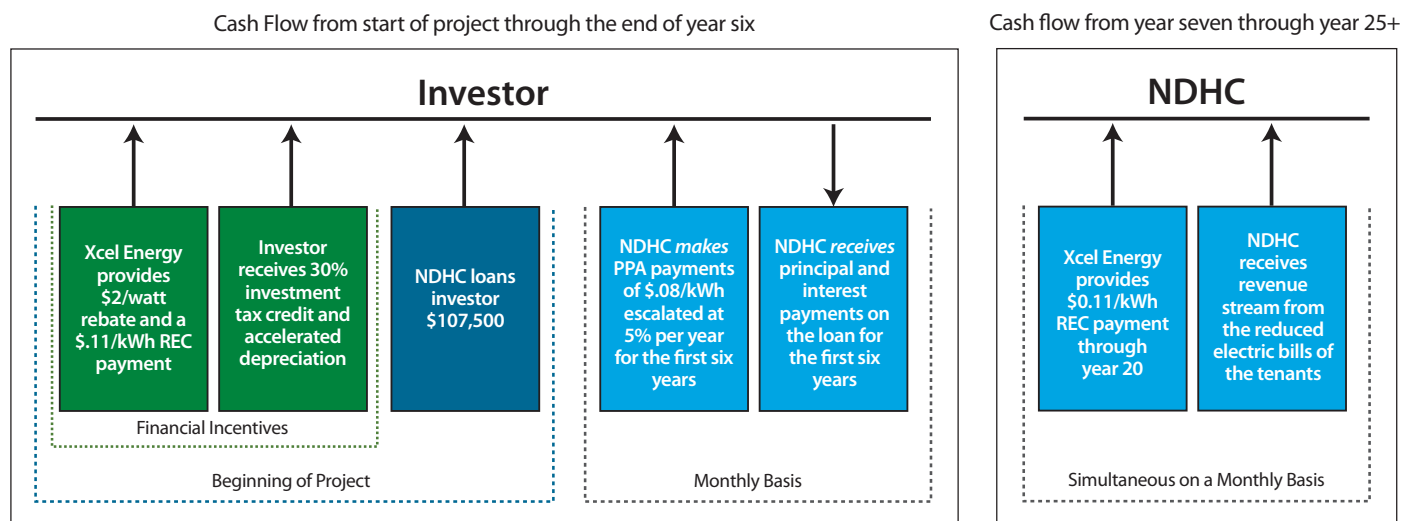 Cash Flow from start of project through the end of year six
Investor
Xcel Energy
provides
$2/watt
rebate and a
$.11/kWh REC
payment
Investor
receives 30%
investment
tax credit and
accelerated
depreciation
Financial Incentives
NDHC loans
investor
$107,500
Beginning of Project
NDHC makes
PPA payments
of $.08/kWh
escalated at
5% per year
for the first six
years
NDHC receives
principal and
interest
payments on
the loan for
the first six
years
Monthly Basis
Cash flow from year seven through year 25+
NDHC
Xcel Energy
provides
$0.11/kWh
REC payment
through
year 20
NDHC
receives
revenue
stream from
the reduced
electric bills of
the tenants
Simultaneous on a Monthly Basis